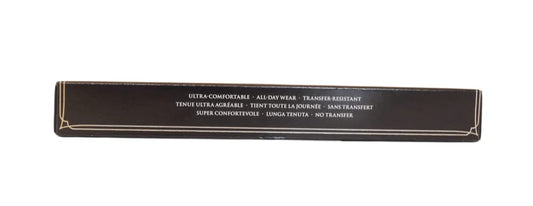 ULTRA-COMFORTABLE · ALL-DAY WEAR · TRANSFER-RESISTANT
TENUE ULTRA AGRÉABLE · TIENT TOUTE LA JOURNÉE · SANS TRANSFERT
SUPER CONFORTEVOLE · LUNGA TENUTA · NO TRANSFER